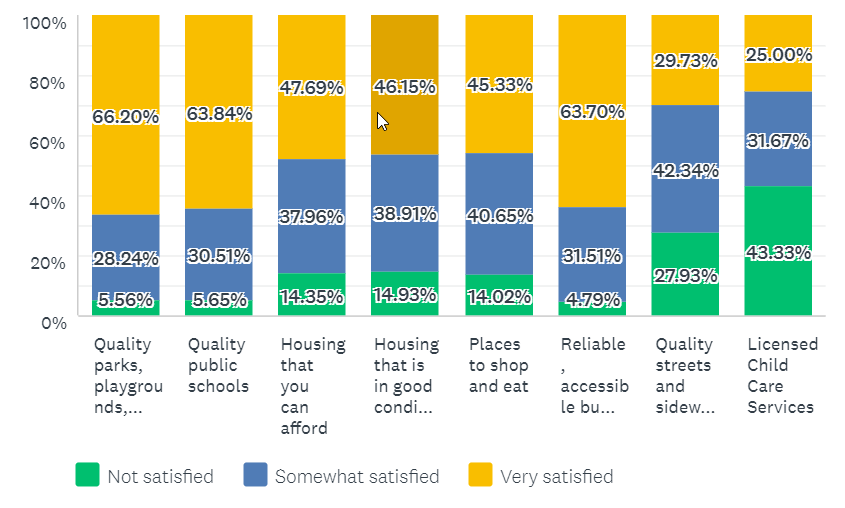 100%
80%
60%
40%
20%
0%
66.20%
28.24%
5.56%
63.84%
30.51%
5.65%
47.69%
37.96%
14.35%
46.15%
38.91%
14.93%
45.33%
40.65%
14.02%
63.70%
31.51%
4.79%
29.73%
42.34%
27.93%
25.00%
31.67%
43.33%
Quality
parks,
playgrou
nds,...
Quality
public
schools
Housing
that
you
can
afford
Housing
that is
in good
condi...
Places
to shop
and eat
Reliable
,
accessib
le bu...
Quality
streets
and
sidew...
Licensed
Child
Care
Services
Not satisfied
Somewhat satisfied
Very satisfied